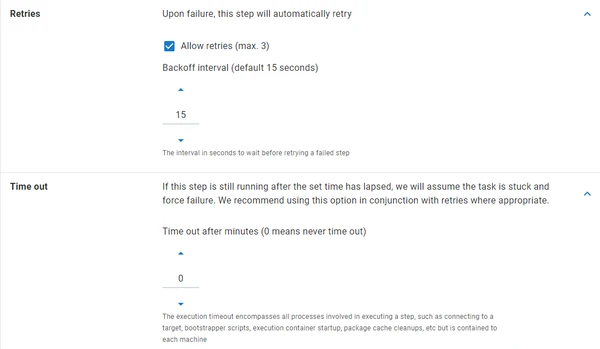 Retries
Upon failure, this step will automatically retry
Allow retries (max. 3)
Backoff interval (default 15 seconds)
15
The interval in seconds to wait before retrying a failed step
Time out
If this step is still running after the set time has lapsed, we will assume the task is stuck and
force failure. We recommend using this option in conjunction with retries where appropriate.
Time out after minutes (0 means never time out)
0
The execution timeout encompasses all processes involved in executing a step, such as connecting to a
target, bootstrapper scripts, execution container startup, package cache cleanups, etc but is contained to
each machine